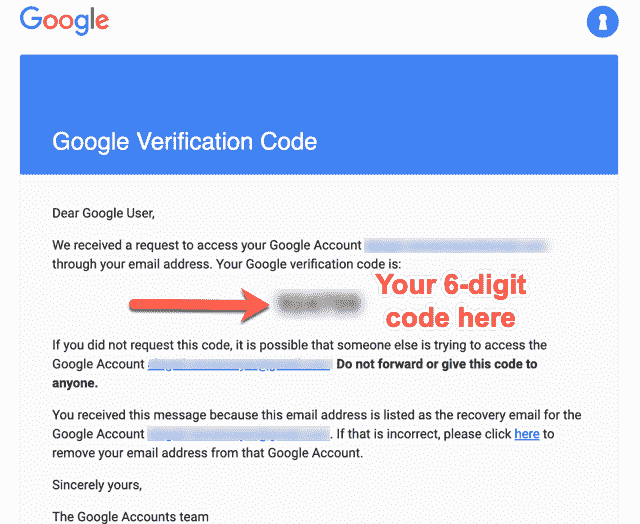 Google
Google Verification Code
Dear Google User,
We received a request to access your Google Account
through your email address. Your Google verification code is:
Your 6-digit
code here
If you did not request this code, it is possible that someone else is trying to access the
Google Account . Do not forward or give this code to
anyone.
You received this message because this email address is listed as the recovery email for the
Google Account . If that is incorrect, please click here to
remove your email address from that Google Account.
Sincerely yours,
The Google Accounts team